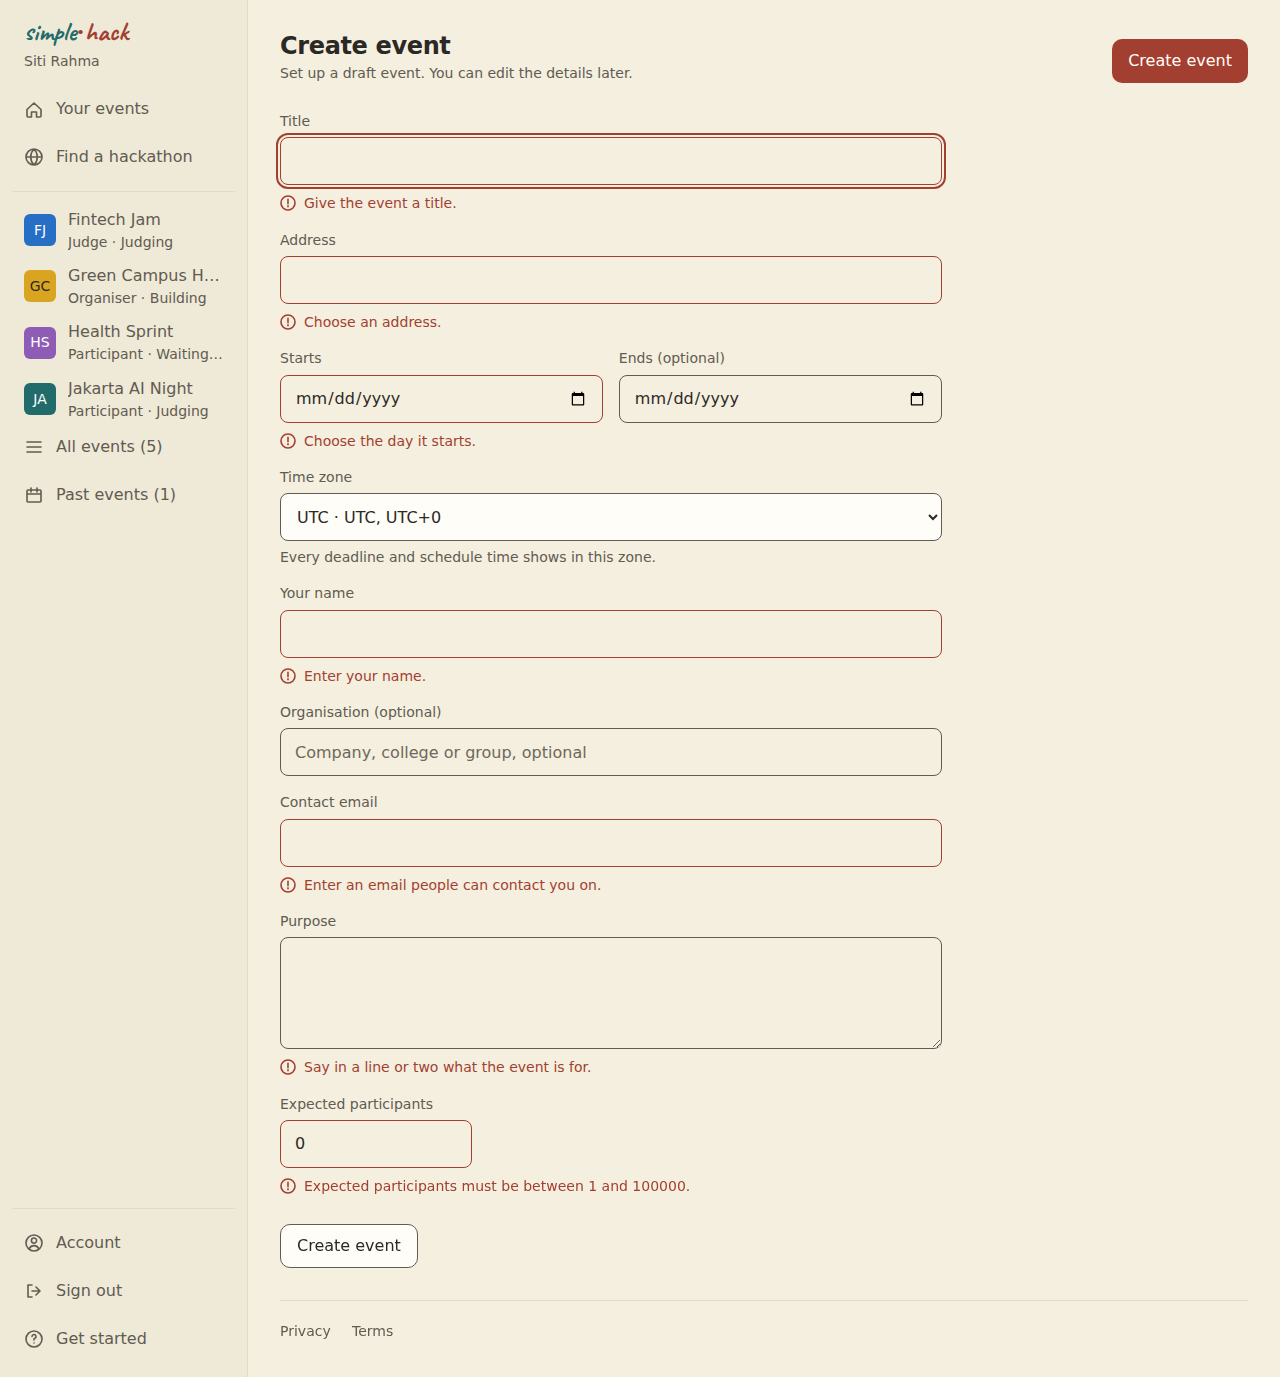 simple·hack
Siti Rahma
Your events
Find a hackathon
FJ
Fintech Jam
Judge · Judging
GC
Green Campus H…
Organiser · Building
HS
Health Sprint
Participant · Waiting…
JA
Jakarta AI Night
Participant · Judging
All events (5)
Past events (1)
Account
Sign out
Get started
Create event
Set up a draft event. You can edit the details later.
Create event
Title
Give the event a title.
Address
Choose an address.
Starts
Ends (optional)
mm/dd/yyyy
mm/dd/yyyy
Choose the day it starts.
Time zone
UTC · UTC, UTC+0
Every deadline and schedule time shows in this zone.
Your name
Enter your name.
Organisation (optional)
Company, college or group, optional
Contact email
Enter an email people can contact you on.
Purpose
Say in a line or two what the event is for.
Expected participants
0
Expected participants must be between 1 and 100000.
Create event
Privacy
Terms